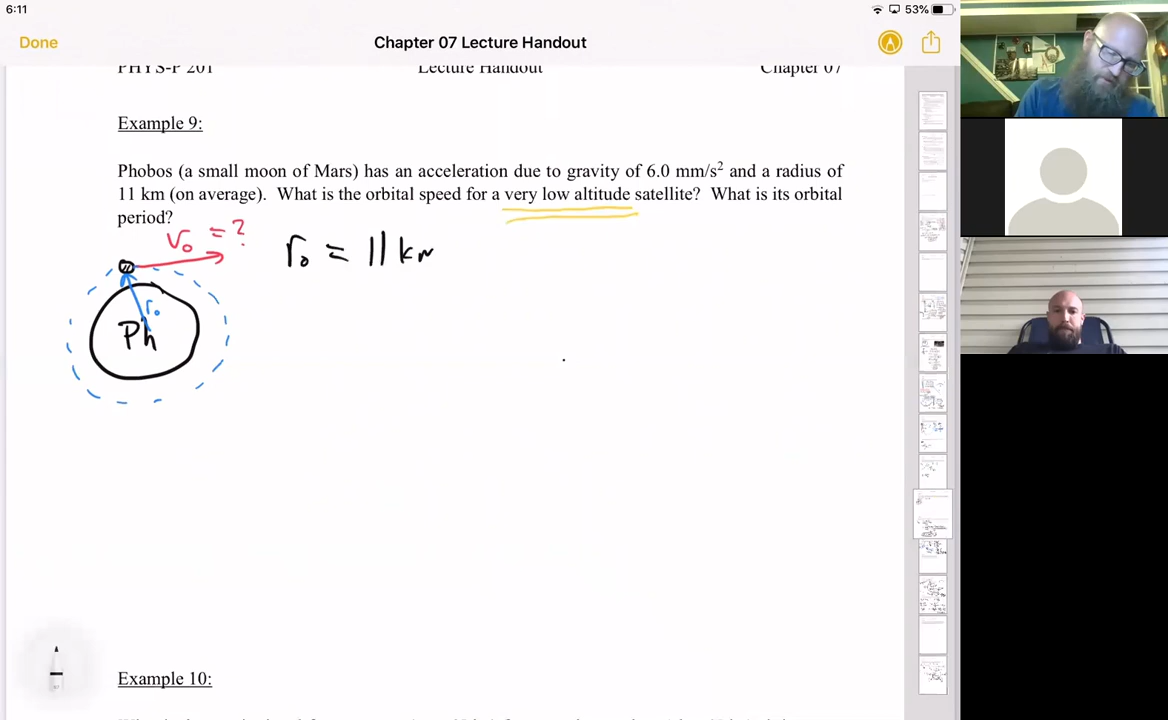 6:11
53%
Done
Chapter 07 Lecture Handout
PHYS-P 201 Lecture Handout Chapter 07
Example 9:
Phobos (a small moon of Mars) has an acceleration due to gravity of 6.0 mm/s² and a radius of
11 km (on average). What is the orbital speed for a very low altitude satellite? What is its orbital
period?
v₀ = ?
r₀ = 11 km
r₀
Ph
Example 10: